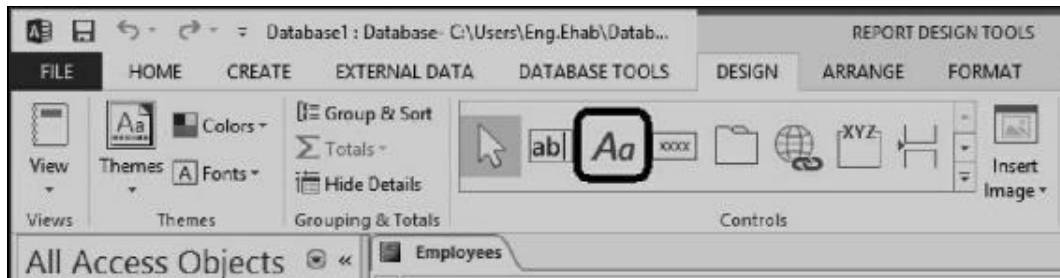 Database1 : Database- C:\Users\Eng.Ehab\Datab...
REPORT DESIGN TOOLS
FILE HOME CREATE EXTERNAL DATA DATABASE TOOLS DESIGN ARRANGE FORMAT
View
Views
Aa
Themes
Colors
A Fonts
Themes
Group & Sort
Totals
Hide Details
Grouping & Totals
ab Aa xxxx XYZ
Controls
Insert
Image
All Access Objects
Employees